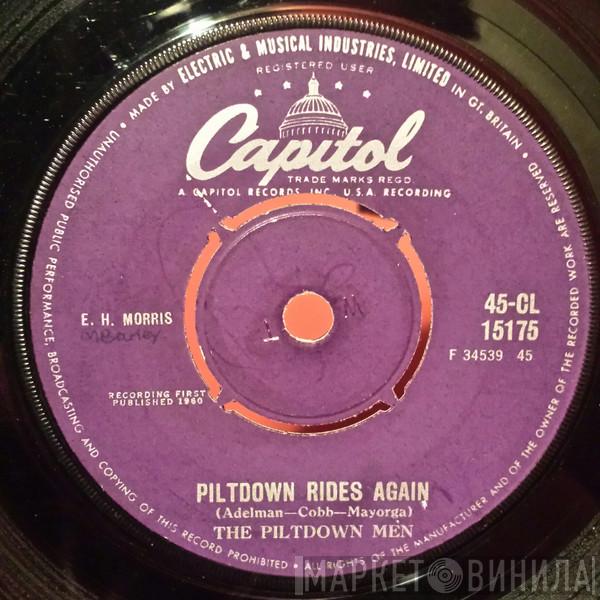 UNAUTHORISED PUBLIC PERFORMANCE, BROADCASTING AND COPYING OF THIS RECORD PROHIBITED • ALL RIGHTS OF THE MANUFACTURER AND OF THE OWNER OF THE RECORDED WORK ARE RESERVED •
MADE BY ELECTRIC & MUSICAL INDUSTRIES, LIMITED IN GT. BRITAIN •
REGISTERED USER
Capitol
TRADE MARKS REGD.
A CAPITOL RECORDS, INC., U.S.A. RECORDING
E. H. MORRIS
45-CL
15175
F 34539 45
RECORDING FIRST
PUBLISHED 1960
PILTDOWN RIDES AGAIN
(Adelman—Cobb—Mayorga)
THE PILTDOWN MEN
МАРКЕТ ВИНИЛА